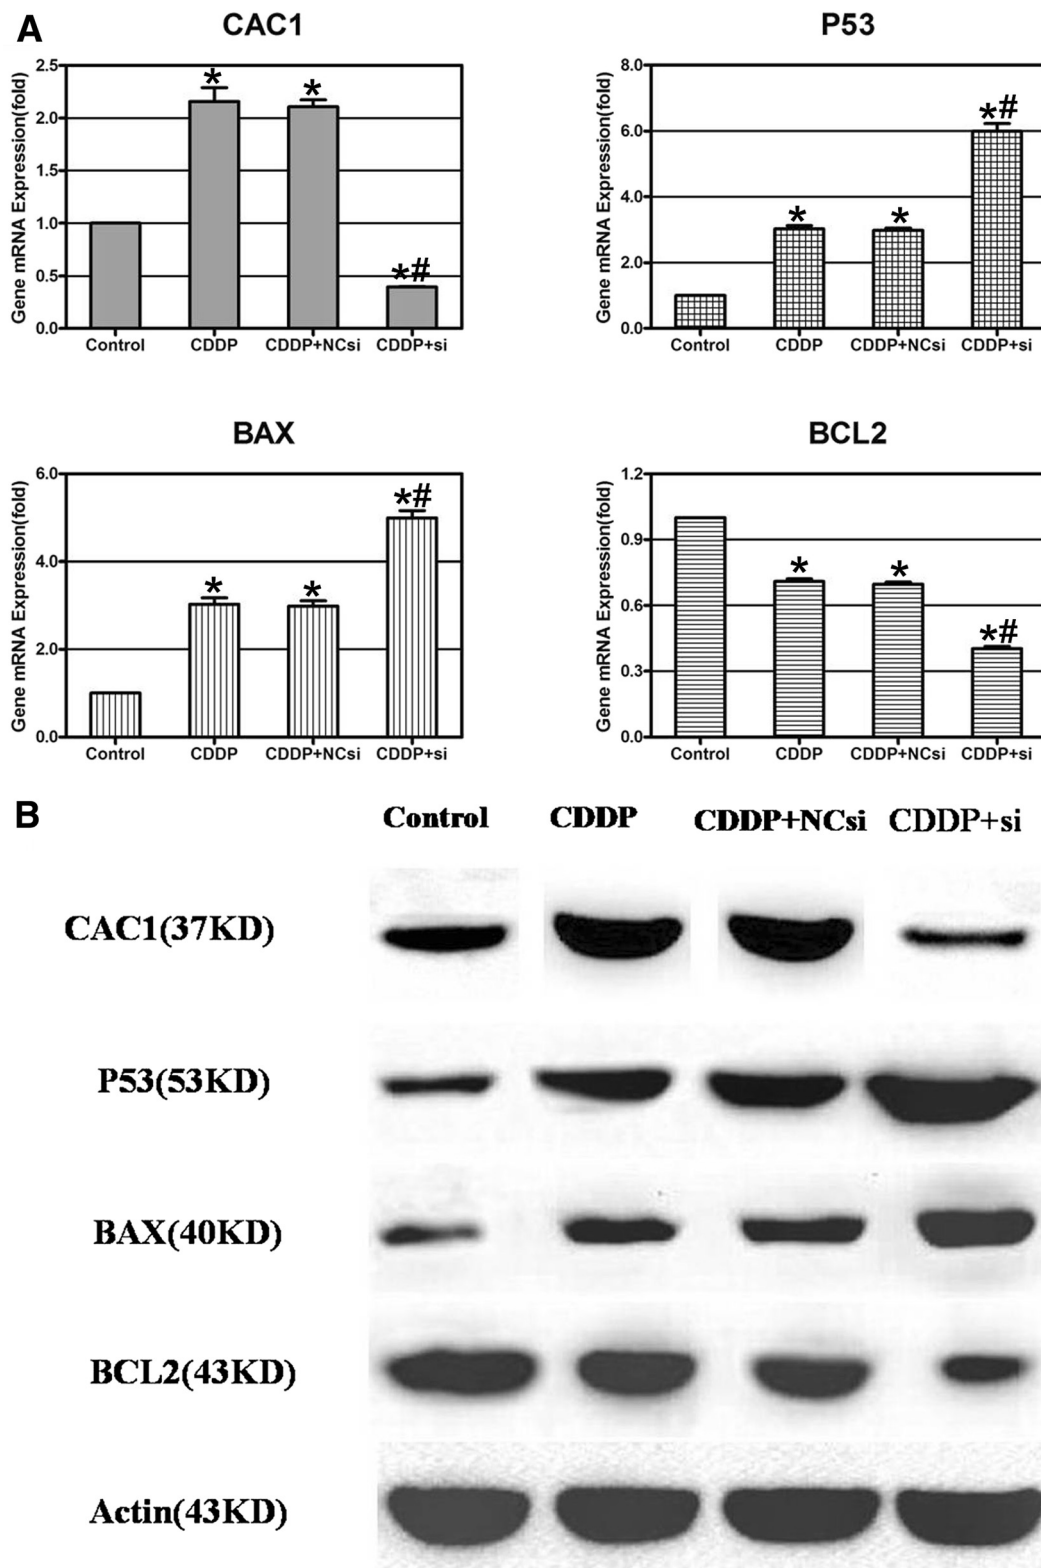 A
CAC1
Gene mRNA Expression(fold)
2.5
2.0
1.5
1.0
0.5
0.0
*
*
*#
Control CDDP CDDP+NCsi CDDP+si
P53
Gene mRNA Expression(fold)
8.0
6.0
4.0
2.0
0.0
*
*
*#
Control CDDP CDDP+NCsi CDDP+si
BAX
Gene mRNA Expression(fold)
6.0
4.0
2.0
0.0
*
*
*#
Control CDDP CDDP+NCsi CDDP+si
BCL2
Gene mRNA Expression(fold)
1.2
0.9
0.6
0.3
0.0
*
*
*#
Control CDDP CDDP+NCsi CDDP+si
B
Control CDDP CDDP+NCsi CDDP+si
CAC1(37KD)
P53(53KD)
BAX(40KD)
BCL2(43KD)
Actin(43KD)